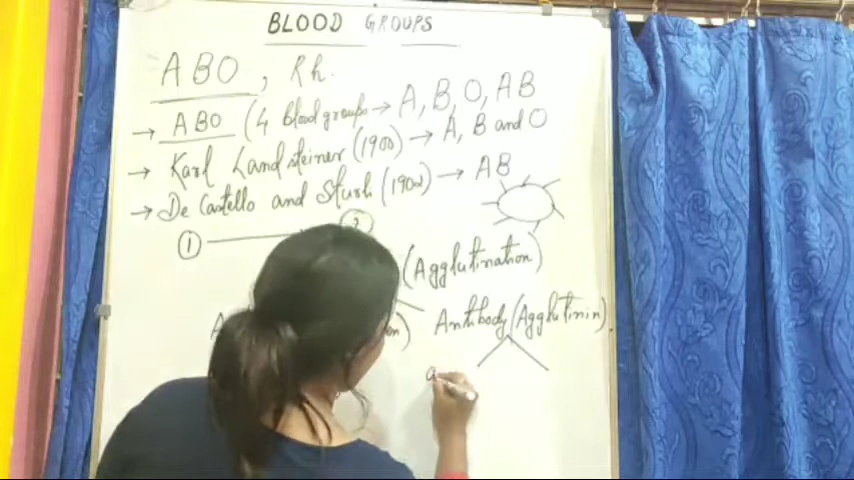 BLOOD GROUPS
ABO, Rh.
→ ABO (4 blood groups → A, B, O, AB
→ Karl Landsteiner (1900) → A, B and O
→ De Castello and Sturli (1902) → AB
① ②
(Agglutination)
Antibody (Agglutinin)
a